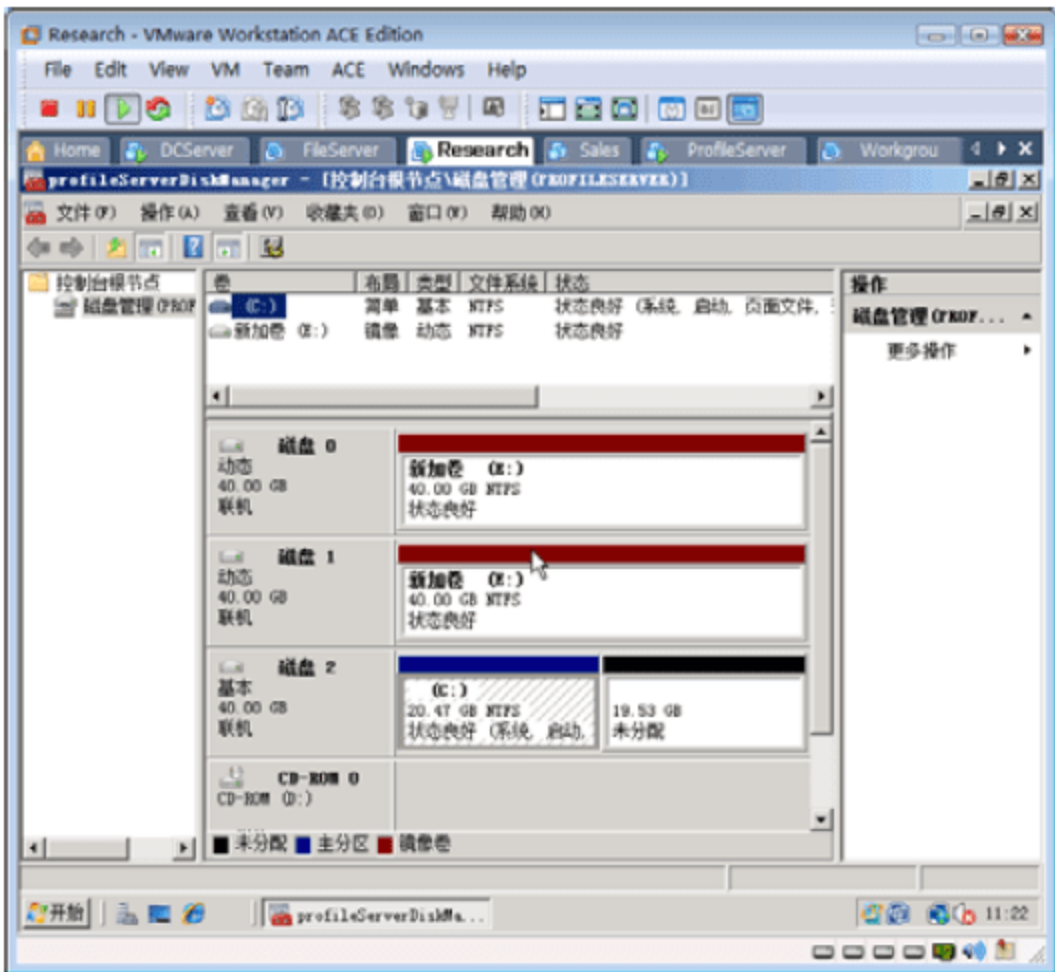 Research - VMware Workstation ACE Edition
File Edit View VM Team ACE Windows Help
Home DCServer FileServer Research Sales ProfileServer Workgrou
profileServerDiskManager - [控制台根节点\磁盘管理(PROFILESERVER)]
文件(F) 操作(A) 查看(V) 收藏夹(O) 窗口(W) 帮助(H)
控制台根节点
磁盘管理(PROF
卷 布局 类型 文件系统 状态
(C:) 简单 基本 NTFS 状态良好 (系统, 启动, 页面文件,
新加卷 (E:) 镜像 动态 NTFS 状态良好
操作
磁盘管理(PROF...
更多操作
磁盘 0
动态
40.00 GB
联机
新加卷 (E:)
40.00 GB NTFS
状态良好
磁盘 1
动态
40.00 GB
联机
新加卷 (E:)
40.00 GB NTFS
状态良好
磁盘 2
基本
40.00 GB
联机
(C:)
20.47 GB NTFS
状态良好 (系统, 启动,
19.53 GB
未分配
CD-ROM 0
CD-ROM (D:)
未分配 主分区 镜像卷
开始 profileServerDiskMa... 11:22